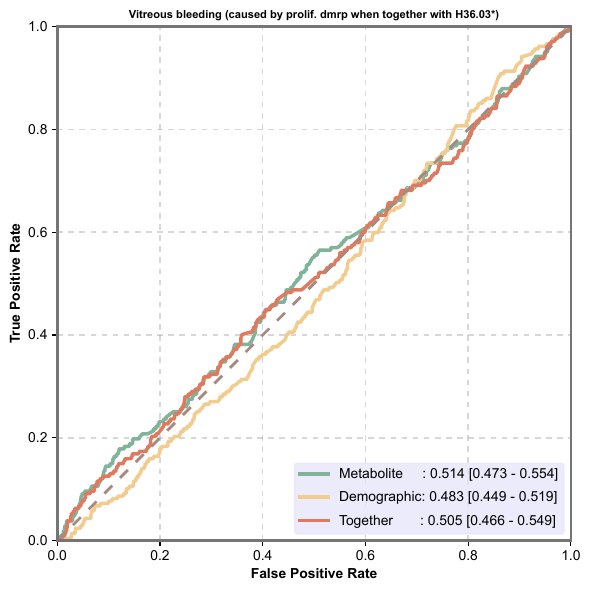 Vitreous bleeding (caused by prolif. dmrp when together with H36.03*)
1.0
0.8
0.6
0.4
0.2
0.0
True Positive Rate
Metabolite : 0.514 [0.473 - 0.554]
Demographic: 0.483 [0.449 - 0.519]
Together : 0.505 [0.466 - 0.549]
0.0 0.2 0.4 0.6 0.8 1.0
False Positive Rate